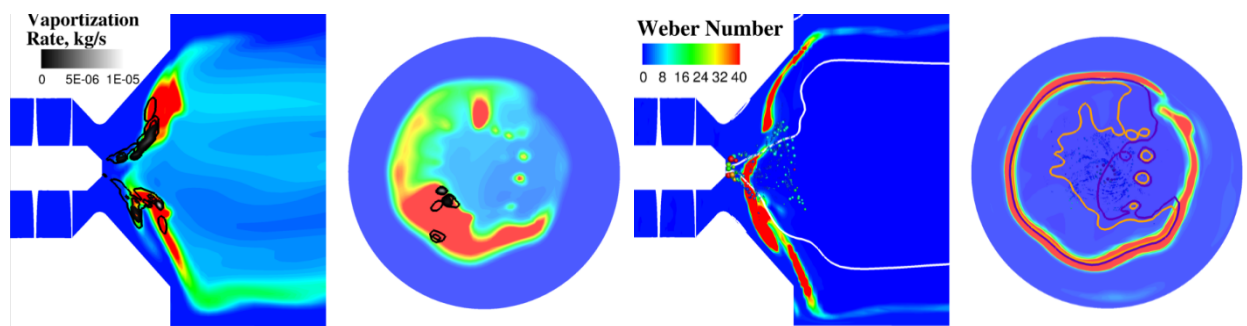 Vaportization
Rate, kg/s
0 5E-06 1E-05
Weber Number
0 8 16 24 32 40